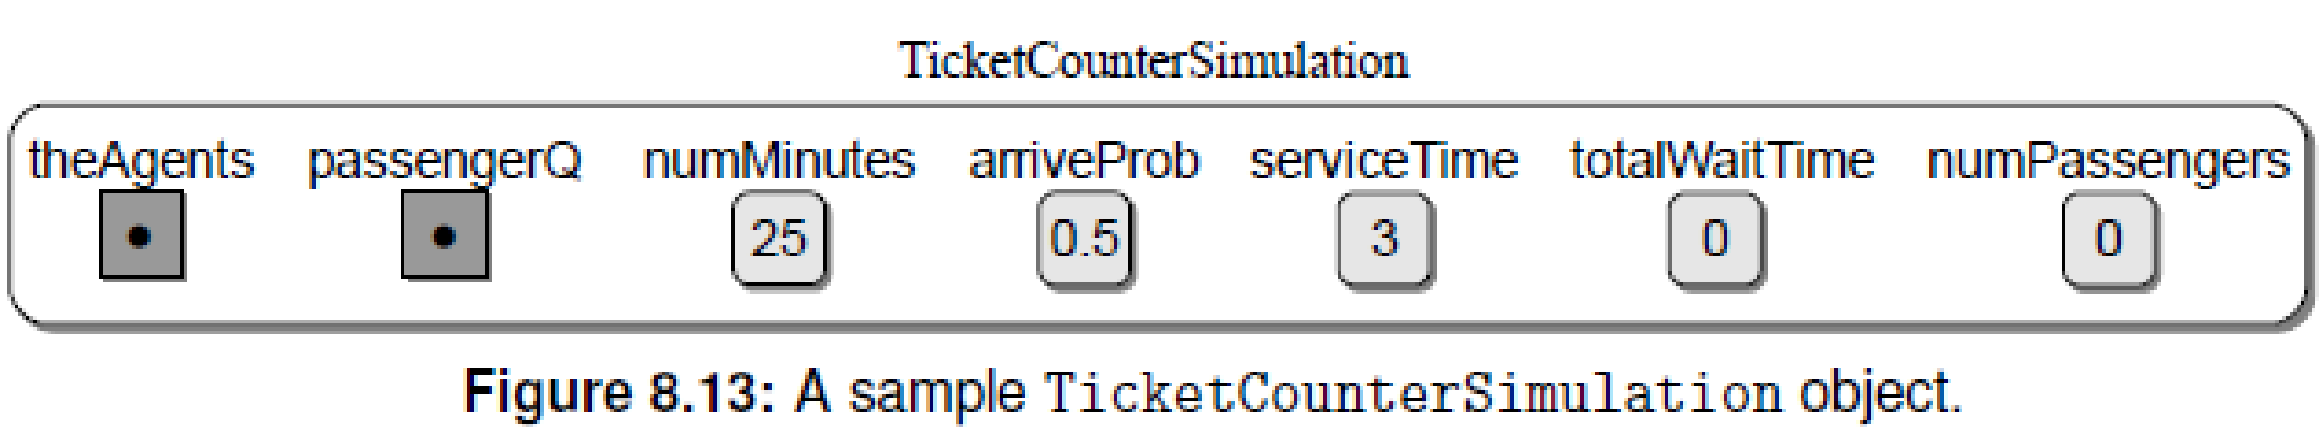 TicketCounterSimulation
theAgents passengerQ numMinutes arriveProb serviceTime totalWaitTime numPassengers
25 0.5 3 0 0
Figure 8.13: A sample TicketCounterSimulation object.